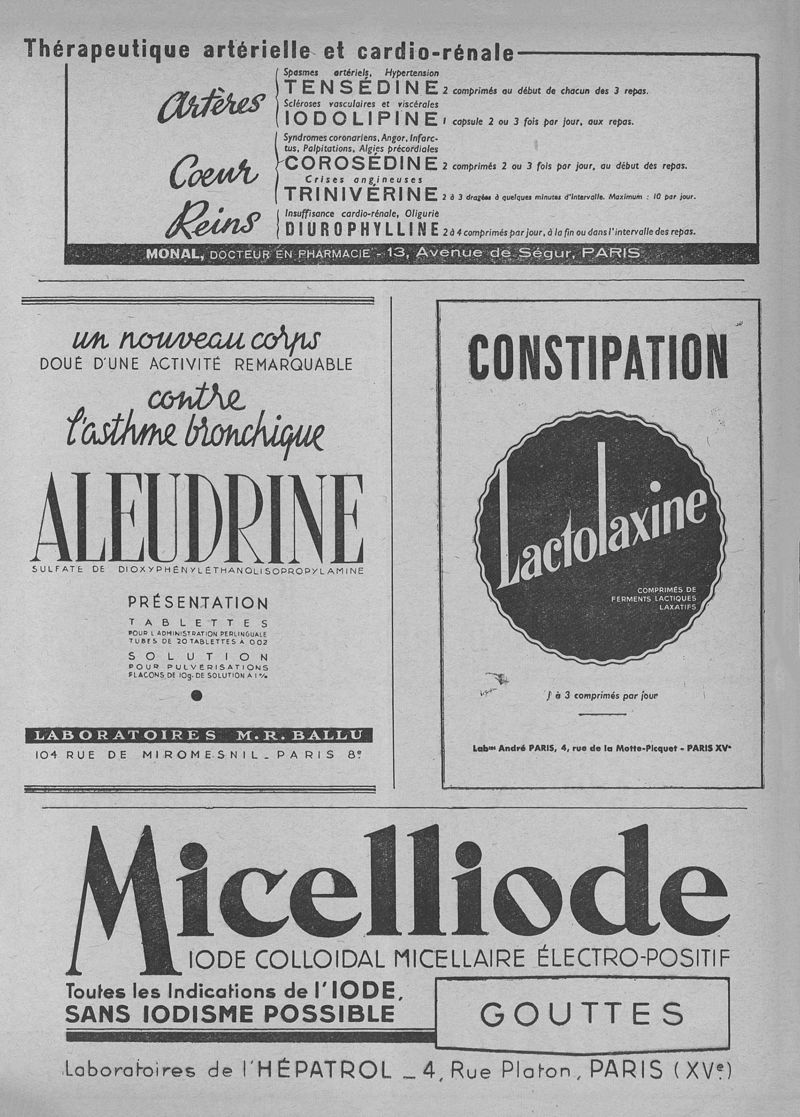 Thérapeutique artérielle et cardio-rénale
Artères
Spasmes artériels, Hypertension
TENSÉDINE 2 comprimés au début de chacun des 3 repas.
Scléroses vasculaires et viscérales
IODOLIPINE 1 capsule 2 ou 3 fois par jour, aux repas.
Cœur
Syndromes coronariens, Angor, Infarc-
tus, Palpitations, Algies précordiales
COROSÉDINE 2 comprimés 2 ou 3 fois par jour, au début des repas.
Crises angineuses
TRINIVÉRINE 2 à 3 dragées à quelques minutes d'intervalle. Maximum : 10 par jour.
Reins
Insuffisance cardio-rénale, Oligurie
DIUROPHYLLINE 2 à 4 comprimés par jour, à la fin ou dans l'intervalle des repas.
MONAL, DOCTEUR EN PHARMACIE - 13, Avenue de Ségur, PARIS
un nouveau corps
DOUÉ D'UNE ACTIVITÉ REMARQUABLE
contre
l'asthme bronchique
ALEUDRINE
SULFATE DE DIOXYPHÉNYLÉTHANOLISOPROPYLAMINE
PRÉSENTATION
TABLETTES
POUR L'ADMINISTRATION PERLINGUALE
TUBES DE 20 TABLETTES A 002
SOLUTION
POUR PULVÉRISATIONS
FLACONS DE 10g. DE SOLUTION A 1 %
LABORATOIRES M.R. BALLU
104 RUE DE MIROMESNIL_PARIS 8e
CONSTIPATION
Lactolaxine
COMPRIMÉS DE
FERMENTS LACTIQUES
LAXATIFS
1 à 3 comprimés par jour
Labres André PARIS, 4, rue de la Motte-Picquet - PARIS XVe
Micelliode
IODE COLLOIDAL MICELLAIRE ÉLECTRO-POSITIF
Toutes les Indications de l'IODE,
SANS IODISME POSSIBLE
GOUTTES
Laboratoires de l'HÉPATROL _ 4, Rue Platon, PARIS (XVe)